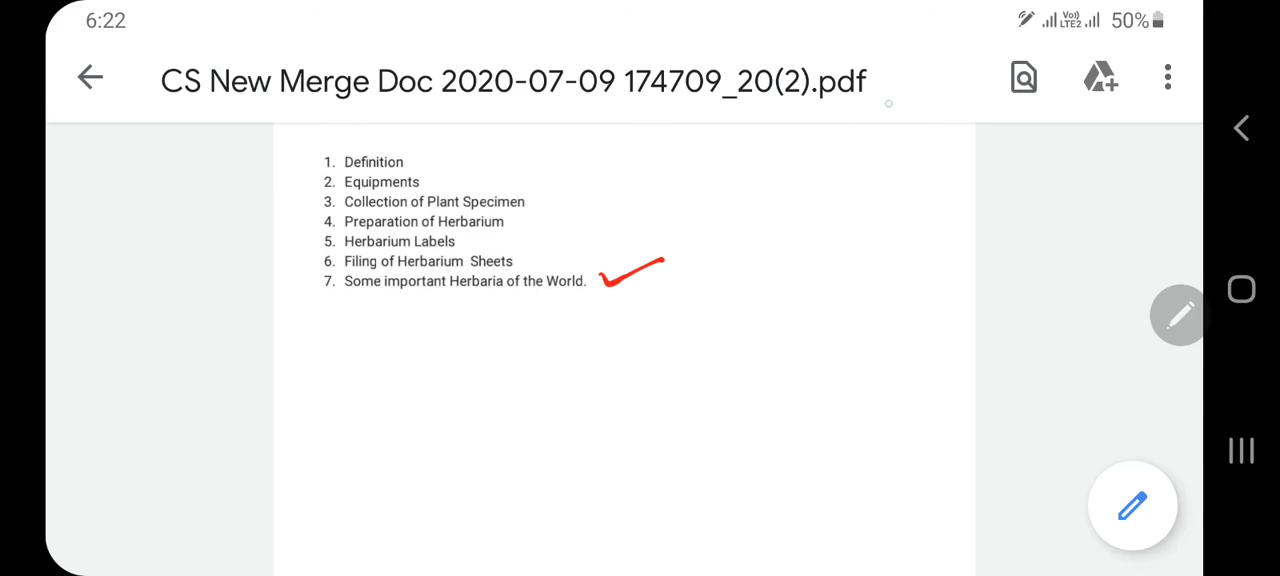 6:22
Vo))
LTE2
50%
CS New Merge Doc 2020-07-09 174709_20(2).pdf
1. Definition
2. Equipments
3. Collection of Plant Specimen
4. Preparation of Herbarium
5. Herbarium Labels
6. Filing of Herbarium Sheets
7. Some important Herbaria of the World.